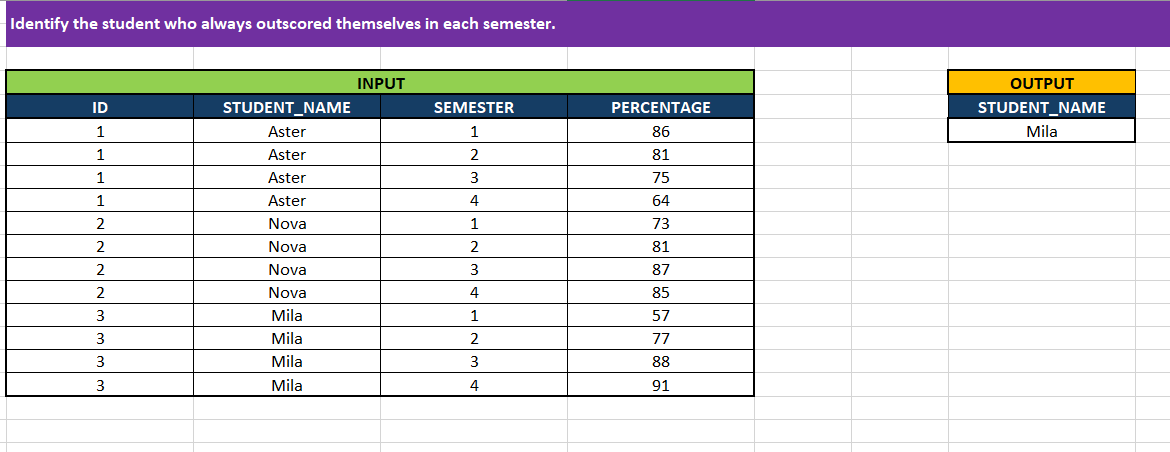 Identify the student who always outscored themselves in each semester.
INPUT OUTPUT
ID STUDENT_NAME SEMESTER PERCENTAGE STUDENT_NAME
1 Aster 1 86 Mila
1 Aster 2 81
1 Aster 3 75
1 Aster 4 64
2 Nova 1 73
2 Nova 2 81
2 Nova 3 87
2 Nova 4 85
3 Mila 1 57
3 Mila 2 77
3 Mila 3 88
3 Mila 4 91